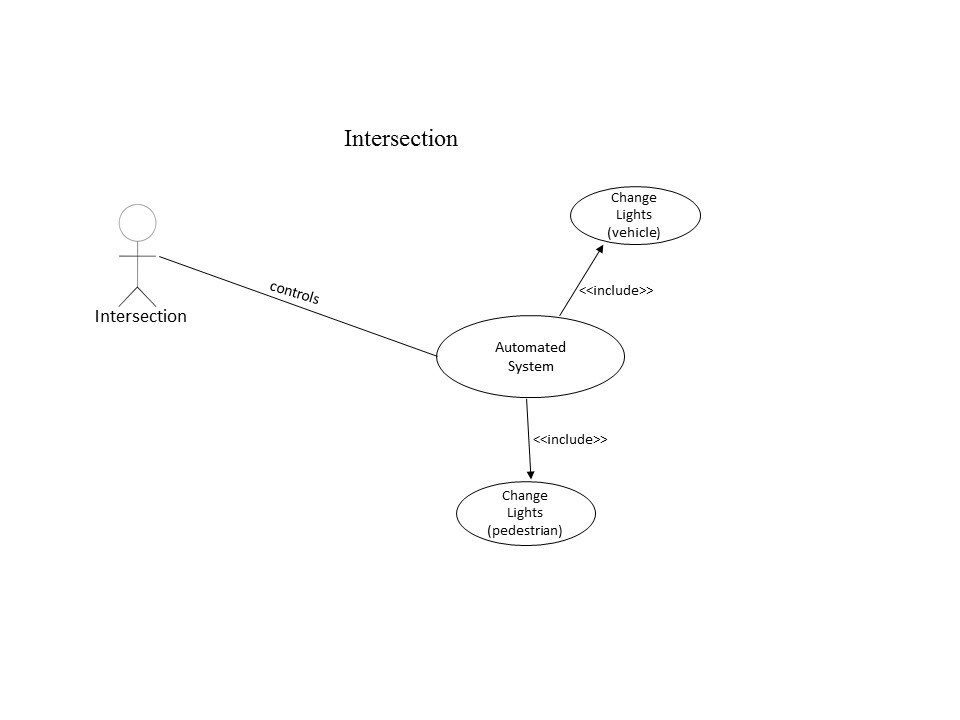 Intersection
Change
Lights
(vehicle)
controls
<<include>>
Intersection
Automated
System
<<include>>
Change
Lights
(pedestrian)